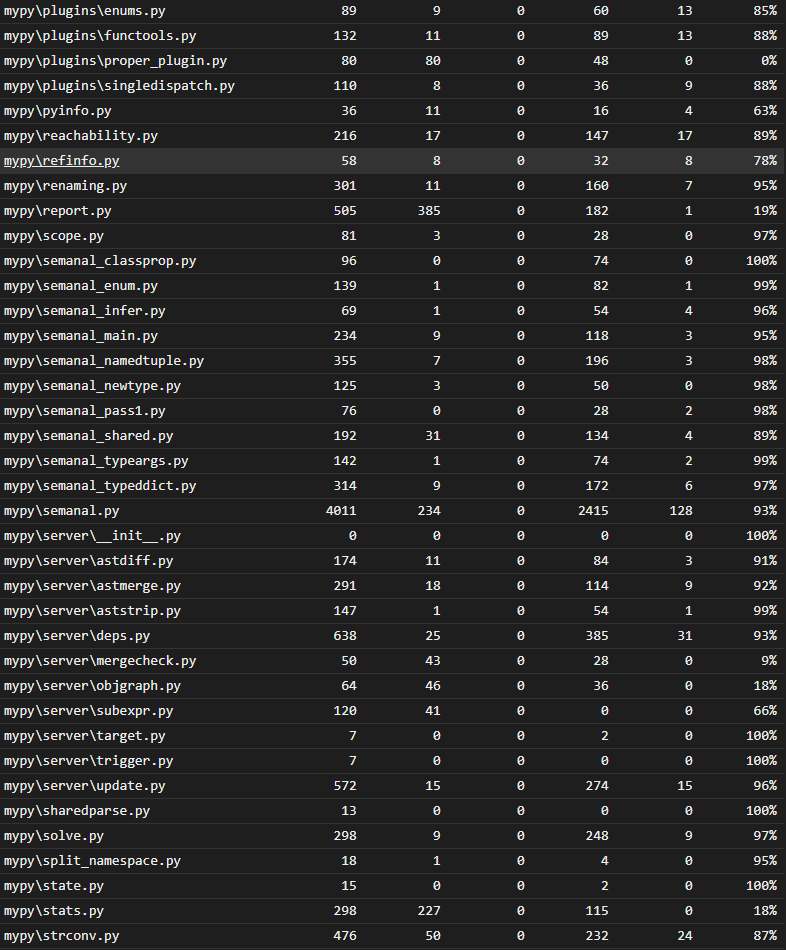 mypy\plugins\enums.py 89 9 0 60 13 85%
mypy\plugins\functools.py 132 11 0 89 13 88%
mypy\plugins\proper_plugin.py 80 80 0 48 0 0%
mypy\plugins\singledispatch.py 110 8 0 36 9 88%
mypy\pyinfo.py 36 11 0 16 4 63%
mypy\reachability.py 216 17 0 147 17 89%
mypy\refinfo.py 58 8 0 32 8 78%
mypy\renaming.py 301 11 0 160 7 95%
mypy\report.py 505 385 0 182 1 19%
mypy\scope.py 81 3 0 28 0 97%
mypy\semanal_classprop.py 96 0 0 74 0 100%
mypy\semanal_enum.py 139 1 0 82 1 99%
mypy\semanal_infer.py 69 1 0 54 4 96%
mypy\semanal_main.py 234 9 0 118 3 95%
mypy\semanal_namedtuple.py 355 7 0 196 3 98%
mypy\semanal_newtype.py 125 3 0 50 0 98%
mypy\semanal_pass1.py 76 0 0 28 2 98%
mypy\semanal_shared.py 192 31 0 134 4 89%
mypy\semanal_typeargs.py 142 1 0 74 2 99%
mypy\semanal_typeddict.py 314 9 0 172 6 97%
mypy\semanal.py 4011 234 0 2415 128 93%
mypy\server\__init__.py 0 0 0 0 0 100%
mypy\server\astdiff.py 174 11 0 84 3 91%
mypy\server\astmerge.py 291 18 0 114 9 92%
mypy\server\aststrip.py 147 1 0 54 1 99%
mypy\server\deps.py 638 25 0 385 31 93%
mypy\server\mergecheck.py 50 43 0 28 0 9%
mypy\server\objgraph.py 64 46 0 36 0 18%
mypy\server\subexpr.py 120 41 0 0 0 66%
mypy\server\target.py 7 0 0 2 0 100%
mypy\server\trigger.py 7 0 0 0 0 100%
mypy\server\update.py 572 15 0 274 15 96%
mypy\sharedparse.py 13 0 0 0 0 100%
mypy\solve.py 298 9 0 248 9 97%
mypy\split_namespace.py 18 1 0 4 0 95%
mypy\state.py 15 0 0 2 0 100%
mypy\stats.py 298 227 0 115 0 18%
mypy\strconv.py 476 50 0 232 24 87%